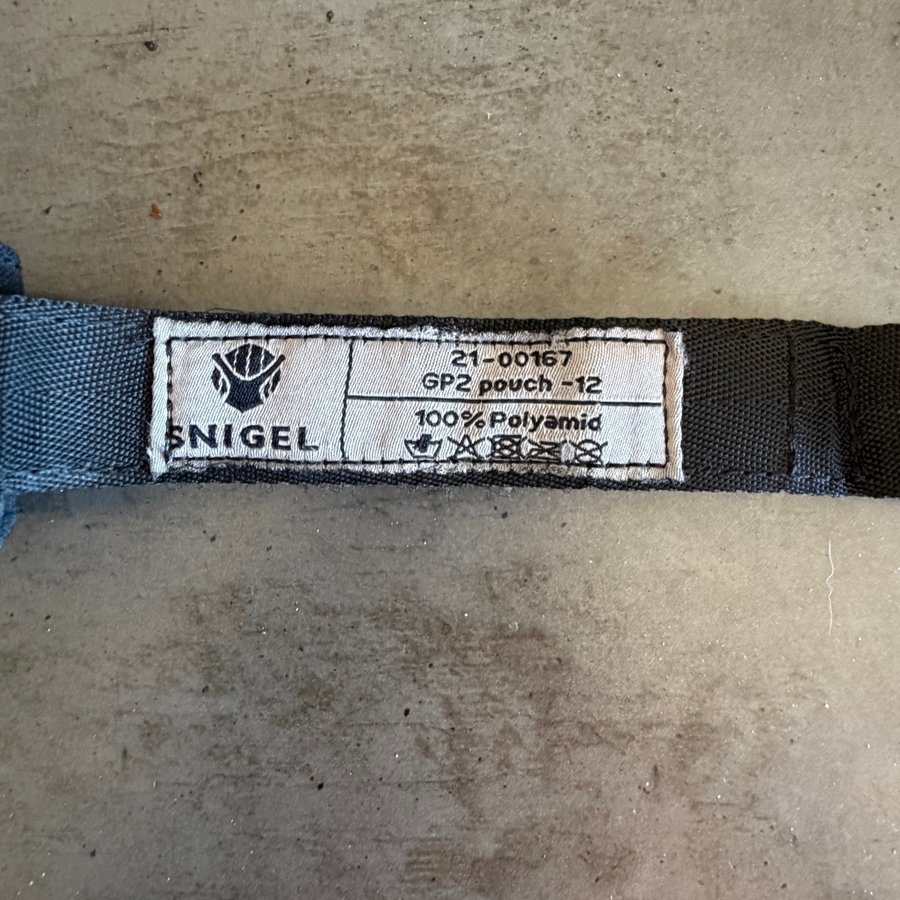 SNIGEL
21-00167
GP2 pouch -12
100% Polyamid